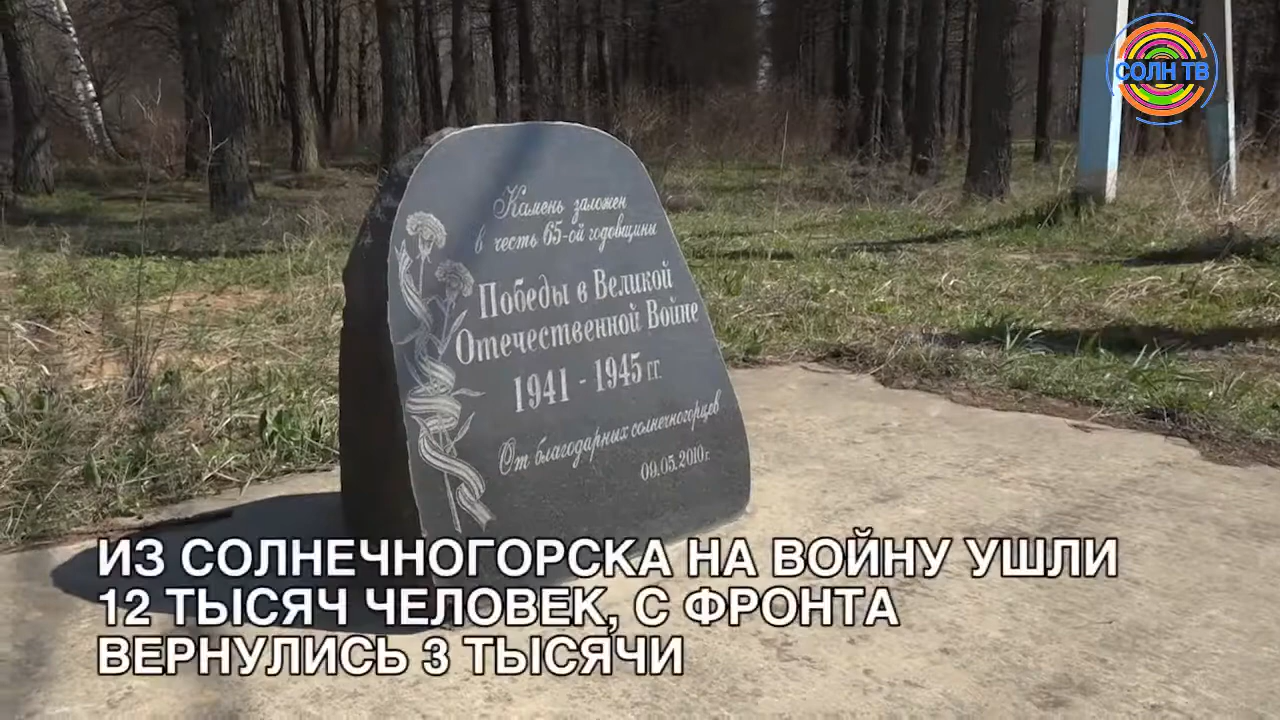 СОЛН ТВ
Камень заложен
в честь 65-ой годовщины
Победы в Великой
Отечественной Войне
1941 - 1945 гг.
От благодарных солнечногорцев
09.05.2010 г.
ИЗ СОЛНЕЧНОГОРСКА НА ВОЙНУ УШЛИ
12 ТЫСЯЧ ЧЕЛОВЕК, С ФРОНТА
ВЕРНУЛИСЬ 3 ТЫСЯЧИ